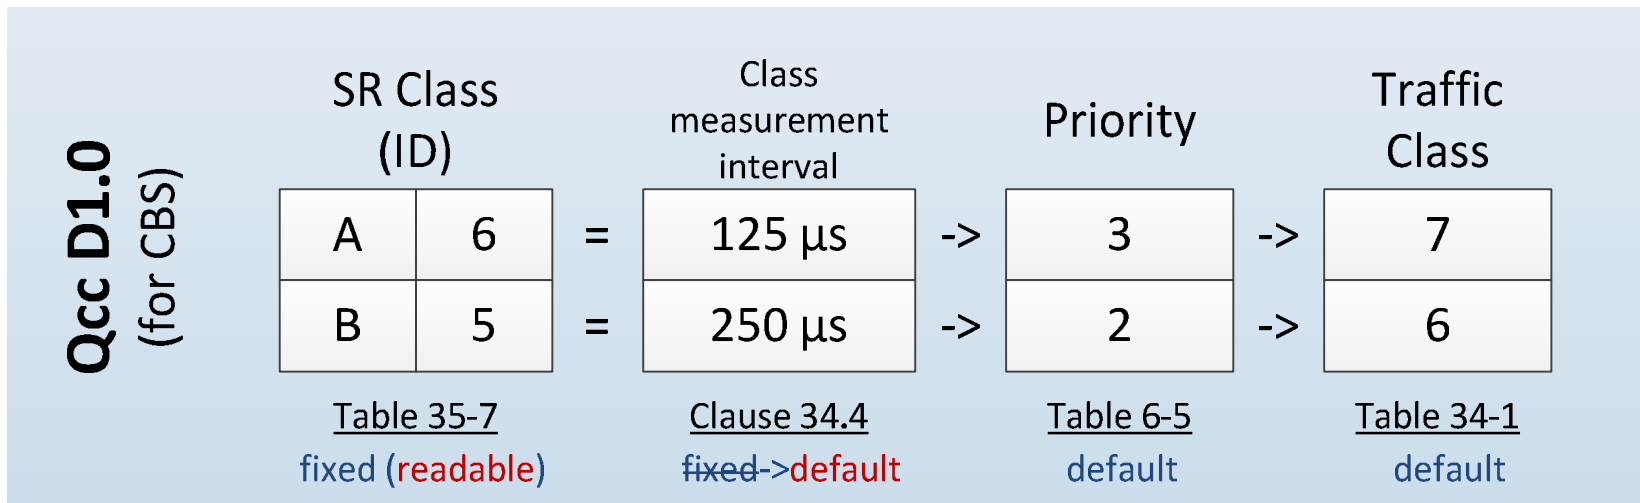 Qcc D1.0
(for CBS)
SR Class
(ID)
Class
measurement
interval
Priority
Traffic
Class
A 6 = 125 µs -> 3 -> 7
B 5 = 250 µs -> 2 -> 6
Table 35-7 Clause 34.4 Table 6-5 Table 34-1
fixed (readable) fixed->default default default